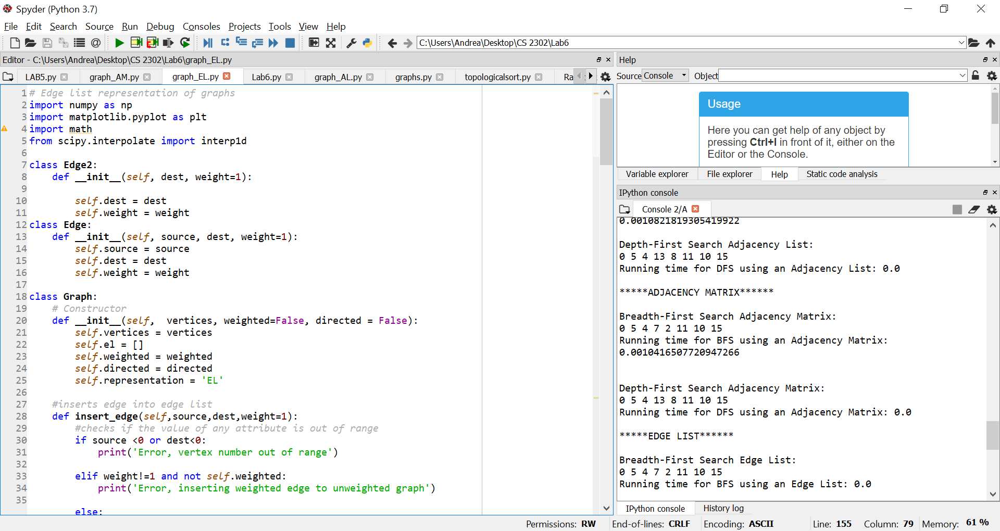 Spyder (Python 3.7)
File Edit Search Source Run Debug Consoles Projects Tools View Help
C:\Users\Andrea\Desktop\CS 2302\Lab6
Editor - C:\Users\Andrea\Desktop\CS 2302\Lab6\graph_EL.py
LAB5.py graph_AM.py graph_EL.py Lab6.py graph_AL.py graphs.py topologicalsort.py Ra
1 # Edge list representation of graphs
2 import numpy as np
3 import matplotlib.pyplot as plt
4 import math
5 from scipy.interpolate import interp1d
6
7 class Edge2:
8     def __init__(self, dest, weight=1):
9
10         self.dest = dest
11         self.weight = weight
12 class Edge:
13     def __init__(self, source, dest, weight=1):
14         self.source = source
15         self.dest = dest
16         self.weight = weight
17
18 class Graph:
19     # Constructor
20     def __init__(self,  vertices, weighted=False, directed = False):
21         self.vertices = vertices
22         self.el = []
23         self.weighted = weighted
24         self.directed = directed
25         self.representation = 'EL'
26
27     #inserts edge into edge list
28     def insert_edge(self,source,dest,weight=1):
29         #checks if the value of any attribute is out of range
30         if source <0 or dest<0:
31             print('Error, vertex number out of range')
32
33         elif weight!=1 and not self.weighted:
34             print('Error, inserting weighted edge to unweighted graph')
35
        else:
Help
Source Console Object
Usage
Here you can get help of any object by
pressing Ctrl+I in front of it, either on the
Editor or the Console.
Variable explorer File explorer Help Static code analysis
IPython console
Console 2/A
0.0010821819305419922
Depth-First Search Adjacency List:
0 5 4 13 8 11 10 15
Running time for DFS using an Adjacency List: 0.0
*****ADJACENCY MATRIX******
Breadth-First Search Adjacency Matrix:
0 5 4 7 2 11 10 15
Running time for BFS using an Adjacency Matrix:
0.0010416507720947266
Depth-First Search Adjacency Matrix:
0 5 4 13 8 11 10 15
Running time for DFS using an Adjacency Matrix: 0.0
*****EDGE LIST******
Breadth-First Search Edge List:
0 5 4 7 2 11 10 15
Running time for BFS using an Edge List: 0.0
IPython console History log
Permissions: RW End-of-lines: CRLF Encoding: ASCII Line: 155 Column: 79 Memory: 61 %